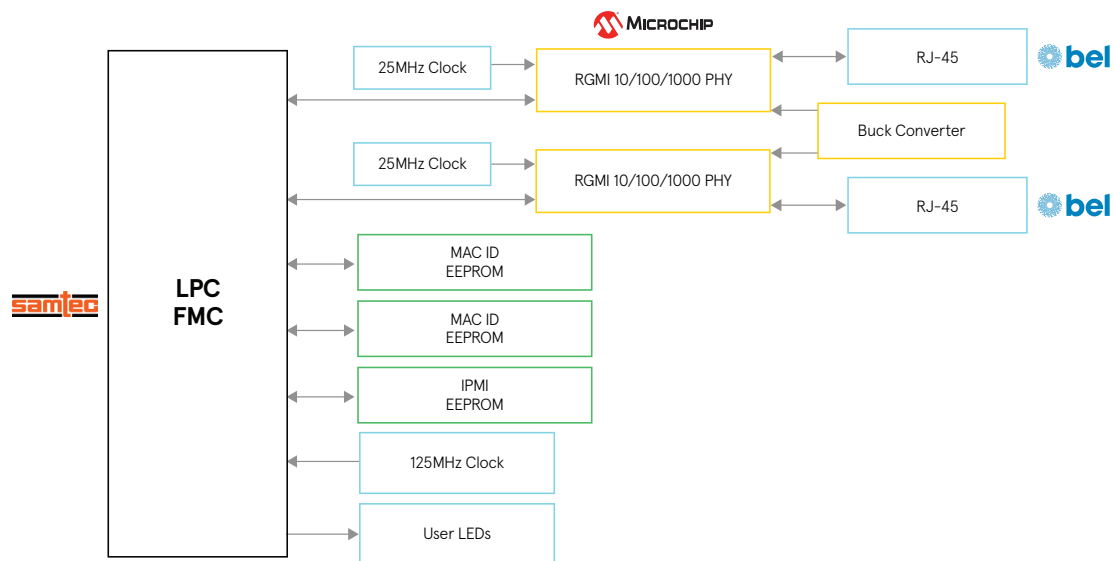 MICROCHIP
25MHz Clock
RGMI 10/100/1000 PHY
RJ-45
bel
Buck Converter
25MHz Clock
RGMI 10/100/1000 PHY
RJ-45
bel
MAC ID
EEPROM
samtec
LPC
FMC
MAC ID
EEPROM
IPMI
EEPROM
125MHz Clock
User LEDs